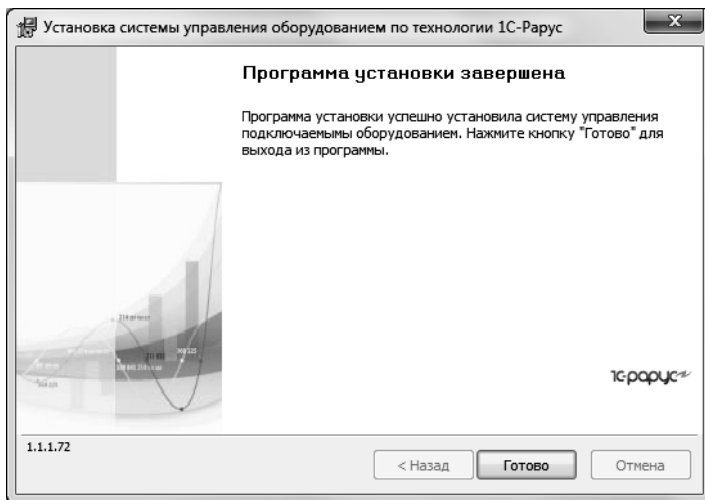 Установка системы управления оборудованием по технологии 1С-Рарус
Программа установки завершена
Программа установки успешно установила систему управления
подключаемымы оборудованием. Нажмите кнопку "Готово" для
выхода из программы.
1С-рарус
1.1.1.72
< Назад
Готово
Отмена